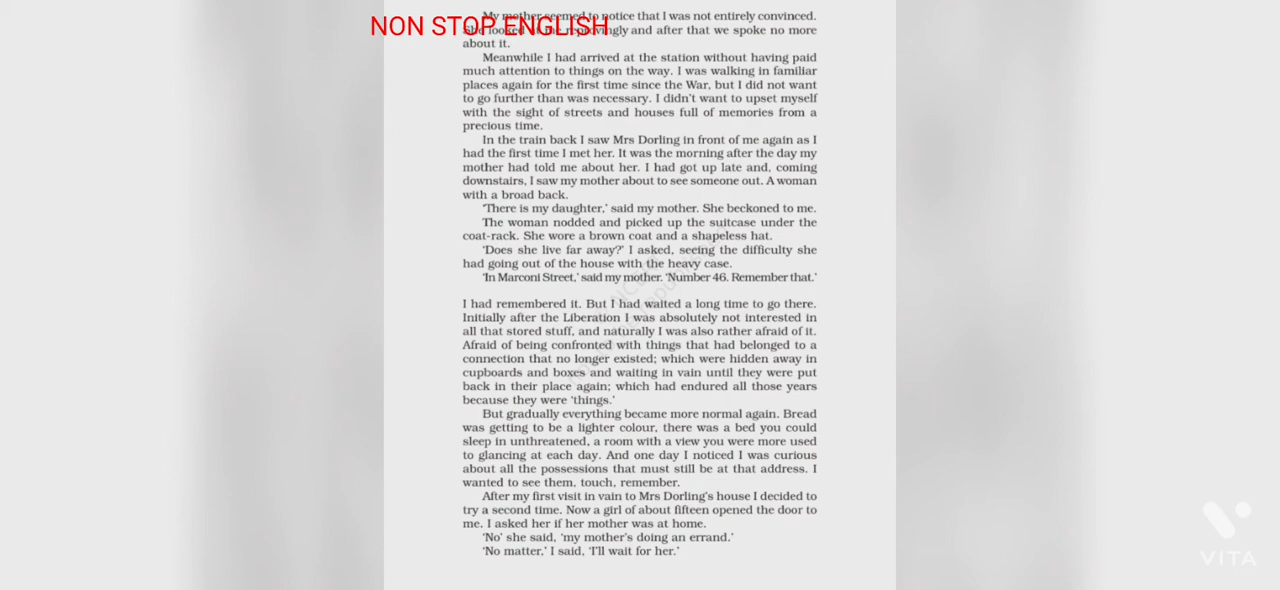 NON STOP ENGLISH
My mother seemed to notice that I was not entirely convinced.
She looked at me reprovingly and after that we spoke no more
about it.
Meanwhile I had arrived at the station without having paid
much attention to things on the way. I was walking in familiar
places again for the first time since the War, but I did not want
to go further than was necessary. I didn't want to upset myself
with the sight of streets and houses full of memories from a
precious time.
In the train back I saw Mrs Dorling in front of me again as I
had the first time I met her. It was the morning after the day my
mother had told me about her. I had got up late and, coming
downstairs, I saw my mother about to see someone out. A woman
with a broad back.
'There is my daughter,' said my mother. She beckoned to me.
The woman nodded and picked up the suitcase under the
coat-rack. She wore a brown coat and a shapeless hat.
'Does she live far away?' I asked, seeing the difficulty she
had going out of the house with the heavy case.
'In Marconi Street,' said my mother. 'Number 46. Remember that.'
I had remembered it. But I had waited a long time to go there.
Initially after the Liberation I was absolutely not interested in
all that stored stuff, and naturally I was also rather afraid of it.
Afraid of being confronted with things that had belonged to a
connection that no longer existed; which were hidden away in
cupboards and boxes and waiting in vain until they were put
back in their place again; which had endured all those years
because they were 'things.'
But gradually everything became more normal again. Bread
was getting to be a lighter colour, there was a bed you could
sleep in unthreatened, a room with a view you were more used
to glancing at each day. And one day I noticed I was curious
about all the possessions that must still be at that address. I
wanted to see them, touch, remember.
After my first visit in vain to Mrs Dorling's house I decided to
try a second time. Now a girl of about fifteen opened the door to
me. I asked her if her mother was at home.
'No' she said, 'my mother's doing an errand.'
'No matter,' I said, 'I'll wait for her.'
VITA